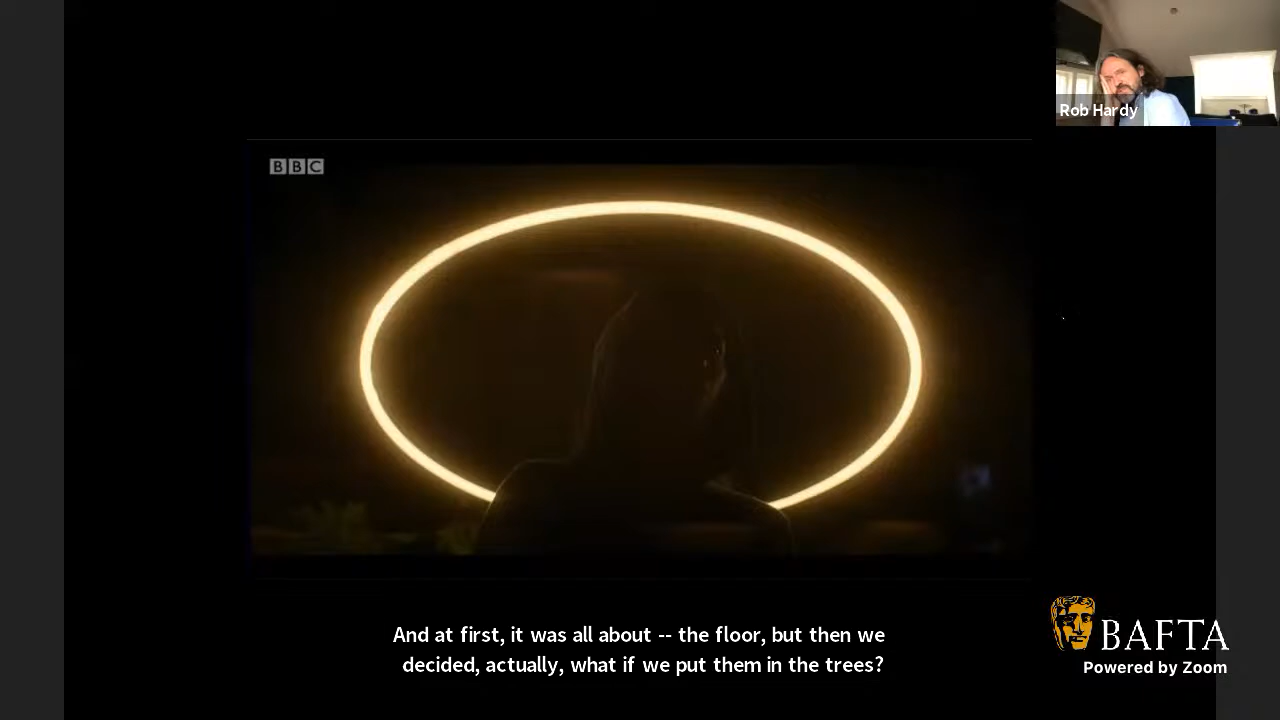 Rob Hardy
BBC
And at first, it was all about -- the floor, but then we
decided, actually, what if we put them in the trees?
BAFTA
Powered by Zoom